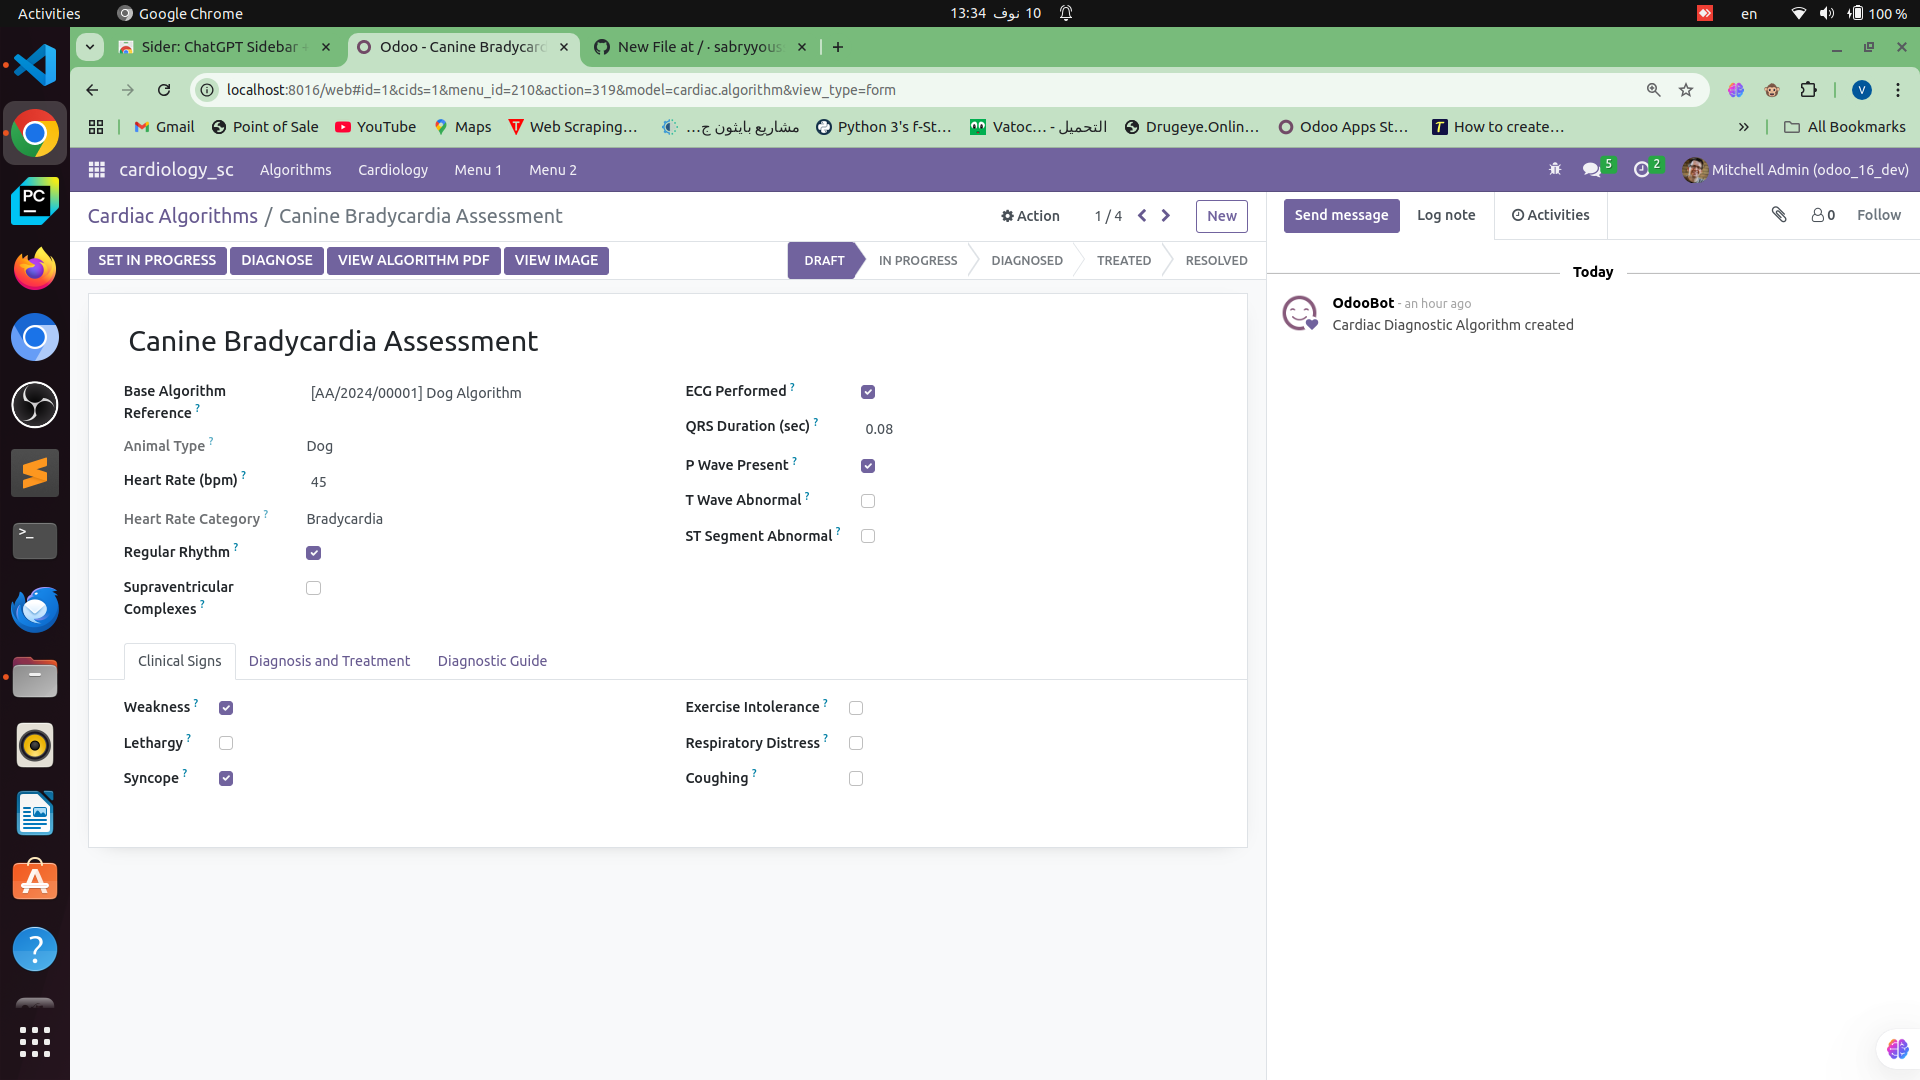 Activities
Google Chrome
13:34 10 نوف
en
100 %
Sider: ChatGPT Sidebar
Odoo - Canine Bradycard
New File at / · sabryyous
localhost:8016/web#id=1&cids=1&menu_id=210&action=319&model=cardiac.algorithm&view_type=form
V
Gmail
Point of Sale
YouTube
Maps
Web Scraping...
مشاريع بايثون ج...
Python 3's f-St...
Vatoc... - التحميل
Drugeye.Onlin...
Odoo Apps St...
How to create...
»
All Bookmarks
cardiology_sc
Algorithms
Cardiology
Menu 1
Menu 2
5
2
Mitchell Admin (odoo_16_dev)
Cardiac Algorithms / Canine Bradycardia Assessment
Action
1 / 4
New
Send message
Log note
Activities
0
Follow
SET IN PROGRESS
DIAGNOSE
VIEW ALGORITHM PDF
VIEW IMAGE
DRAFT
IN PROGRESS
DIAGNOSED
TREATED
RESOLVED
Today
OdooBot - an hour ago
Cardiac Diagnostic Algorithm created
Canine Bradycardia Assessment
Base Algorithm
Reference ?
[AA/2024/00001] Dog Algorithm
Animal Type ?
Dog
Heart Rate (bpm) ?
45
Heart Rate Category ?
Bradycardia
Regular Rhythm ?
Supraventricular
Complexes ?
ECG Performed ?
QRS Duration (sec) ?
0.08
P Wave Present ?
T Wave Abnormal ?
ST Segment Abnormal ?
Clinical Signs
Diagnosis and Treatment
Diagnostic Guide
Weakness ?
Lethargy ?
Syncope ?
Exercise Intolerance ?
Respiratory Distress ?
Coughing ?
PC
>_
?